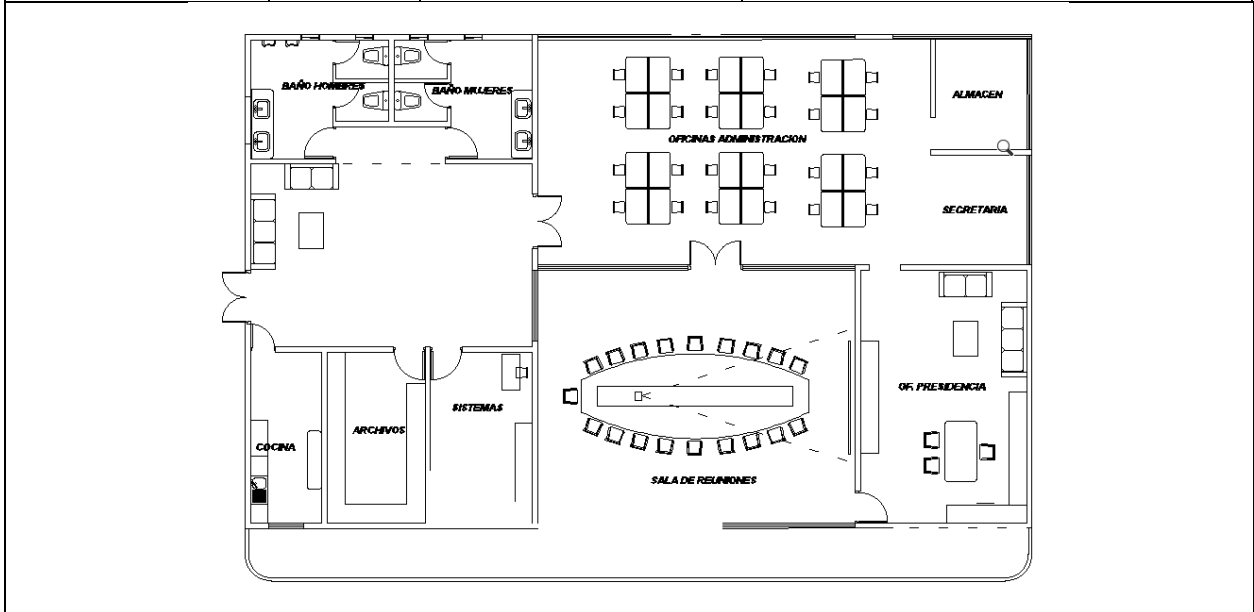 BAÑO HOMBRES
BAÑO MUJERES
ALMACEN
OFICINAS ADMINISTRACION
SECRETARIA
OF. PRESIDENCIA
SISTEMAS
ARCHIVOS
COCINA
SALA DE REUNIONES